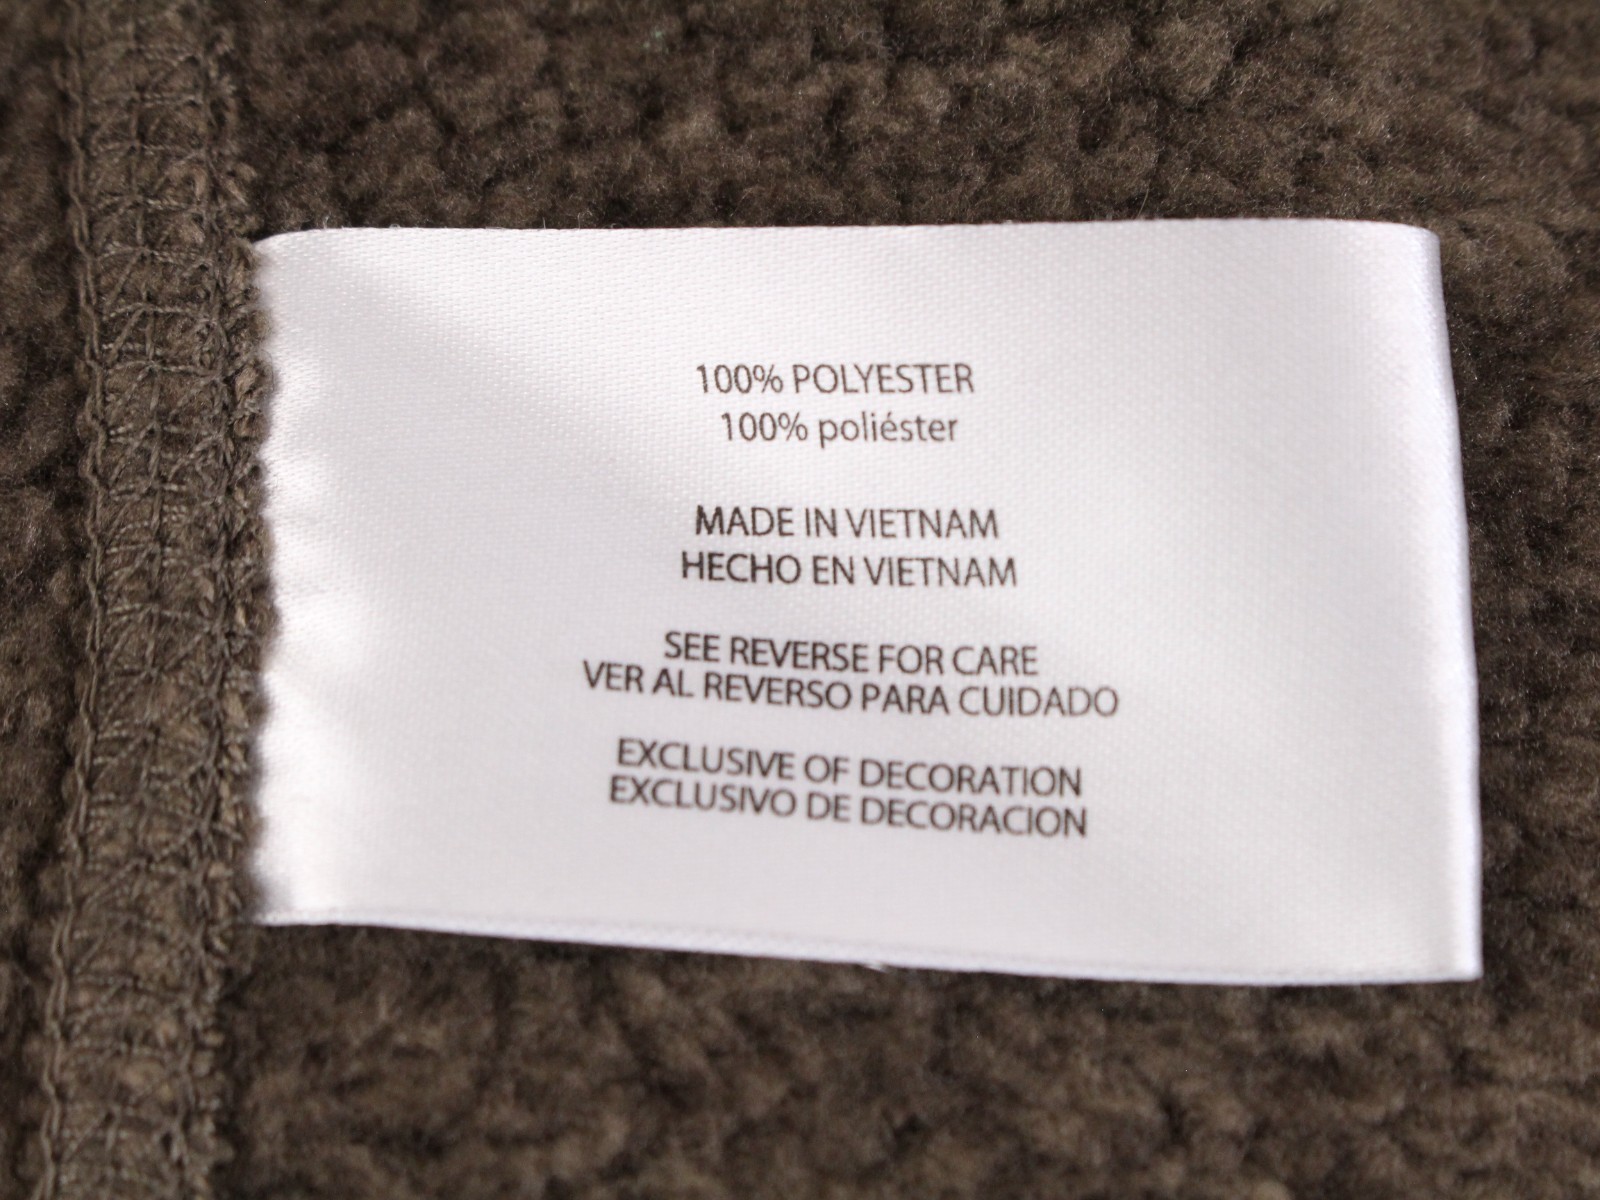 100% POLYESTER
100% poliéster
MADE IN VIETNAM
HECHO EN VIETNAM
SEE REVERSE FOR CARE
VER AL REVERSO PARA CUIDADO
EXCLUSIVE OF DECORATION
EXCLUSIVO DE DECORACION